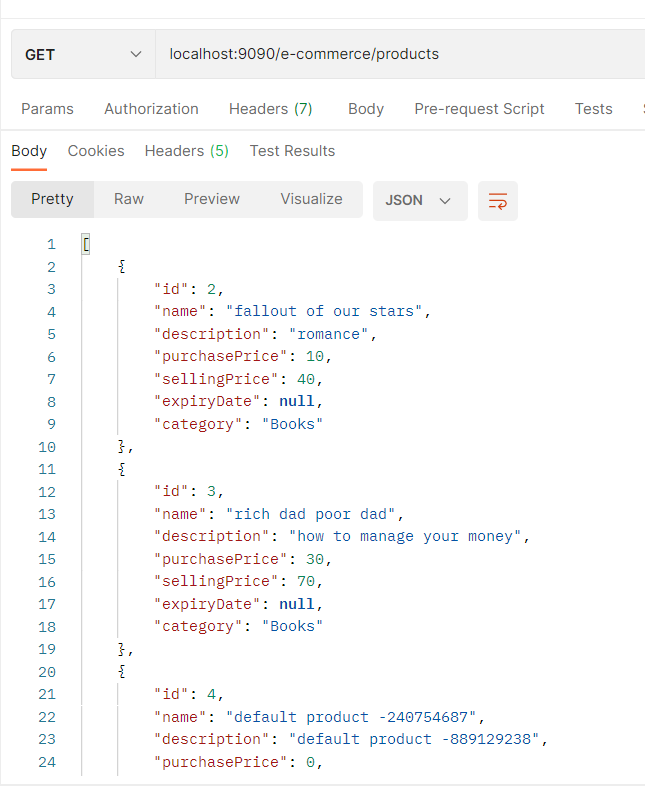 GET localhost:9090/e-commerce/products
Params Authorization Headers (7) Body Pre-request Script Tests
Body Cookies Headers (5) Test Results
Pretty Raw Preview Visualize JSON
1 [
2 {
3 "id": 2,
4 "name": "fallout of our stars",
5 "description": "romance",
6 "purchasePrice": 10,
7 "sellingPrice": 40,
8 "expiryDate": null,
9 "category": "Books"
10 },
11 {
12 "id": 3,
13 "name": "rich dad poor dad",
14 "description": "how to manage your money",
15 "purchasePrice": 30,
16 "sellingPrice": 70,
17 "expiryDate": null,
18 "category": "Books"
19 },
20 {
21 "id": 4,
22 "name": "default product -240754687",
23 "description": "default product -889129238",
24 "purchasePrice": 0,